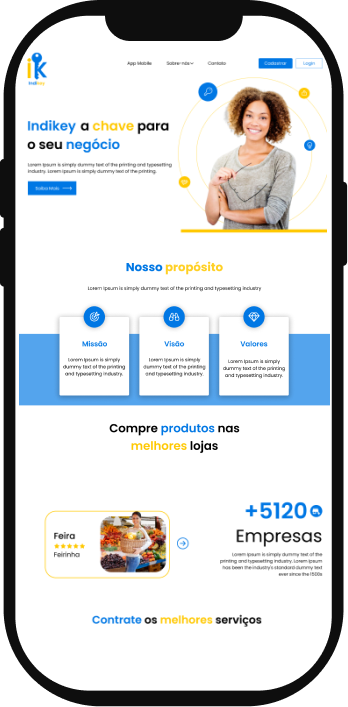 ik
Indikey
App Mobile Sobre-nós Contato Cadastrar Login
Indikey a chave para
o seu negócio
Lorem Ipsum is simply dummy text of the printing and typesetting
industry. Lorem Ipsum is simply dummy text of the printing.
Saiba Mais
Nosso propósito
Lorem Ipsum is simply dummy text of the printing and typesetting industry
Missão
Lorem Ipsum is simply
dummy text of the printing
and typesetting industry.
Visão
Lorem Ipsum is simply
dummy text of the printing
and typesetting industry.
Valores
Lorem Ipsum is simply
dummy text of the printing
and typesetting industry.
Compre produtos nas
melhores lojas
Feira
Feirinha
+5120
Empresas
Lorem Ipsum is simply dummy text of the
printing and typesetting industry. Lorem Ipsum
has been the industry's standard dummy text
ever since the 1500s
Contrate os melhores serviços